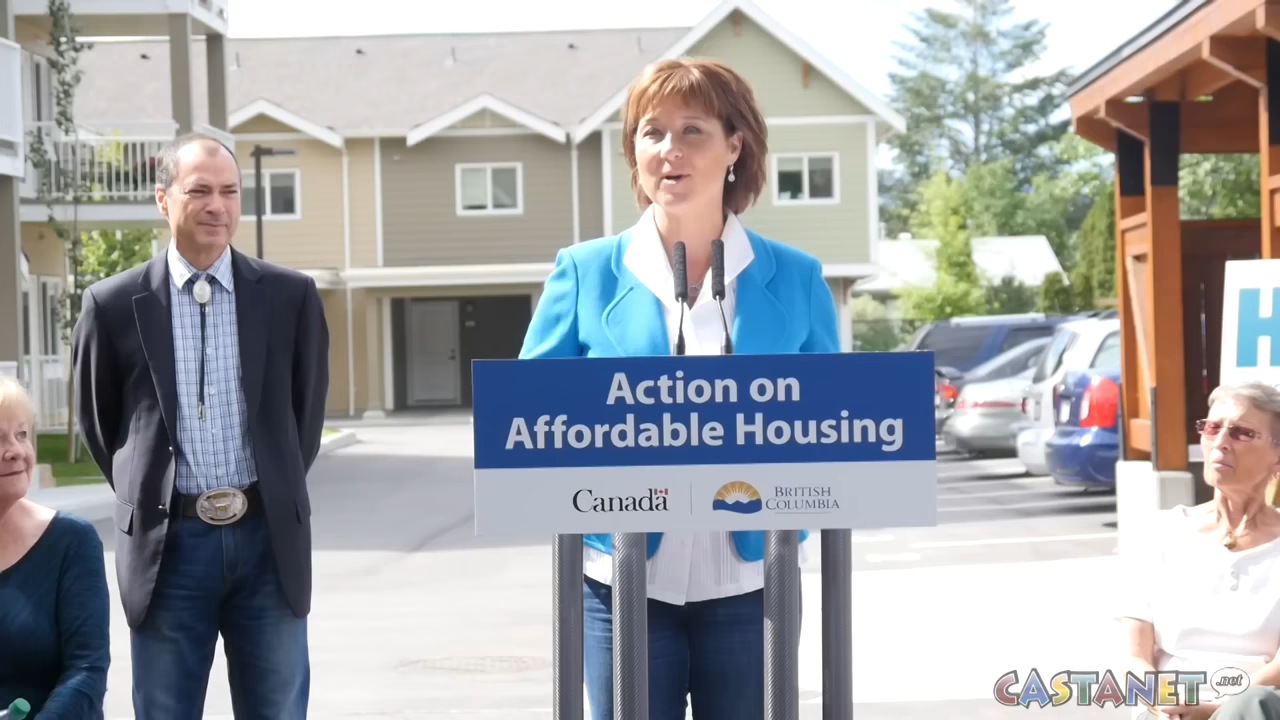 Action on
Affordable Housing
Canada
BRITISH
COLUMBIA
H
CASTANET.net